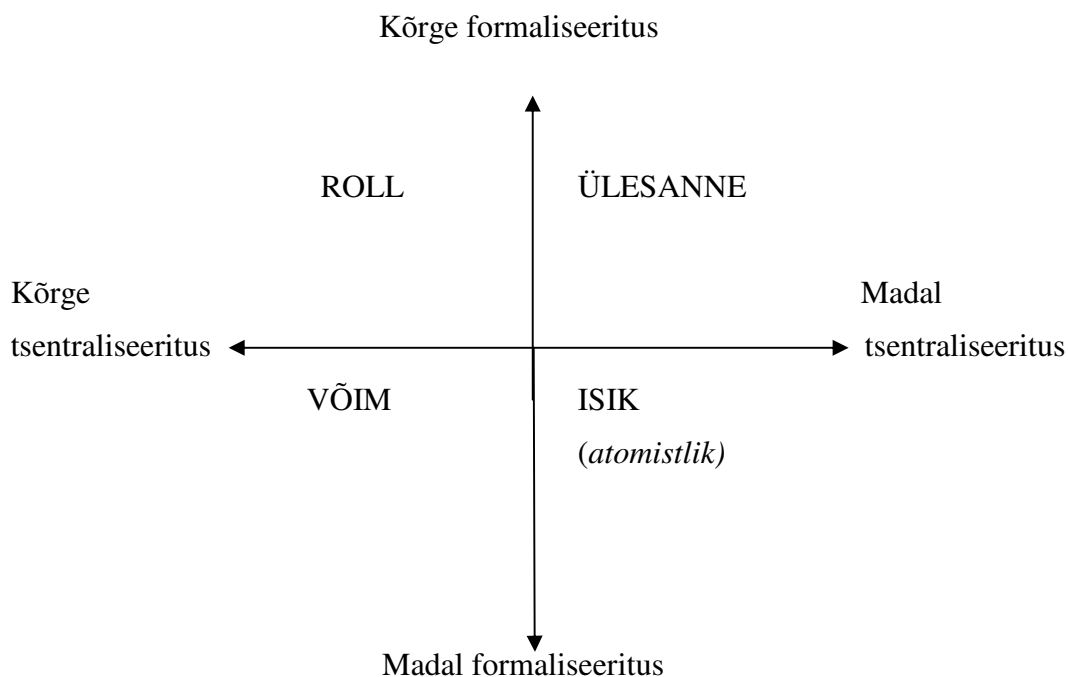 Kõrge formaliseeritus
ROLL ÜLESANNE
Kõrge Madal
tsentraliseeritus tsentraliseeritus
VÕIM ISIK
(atomistlik)
Madal formaliseeritus